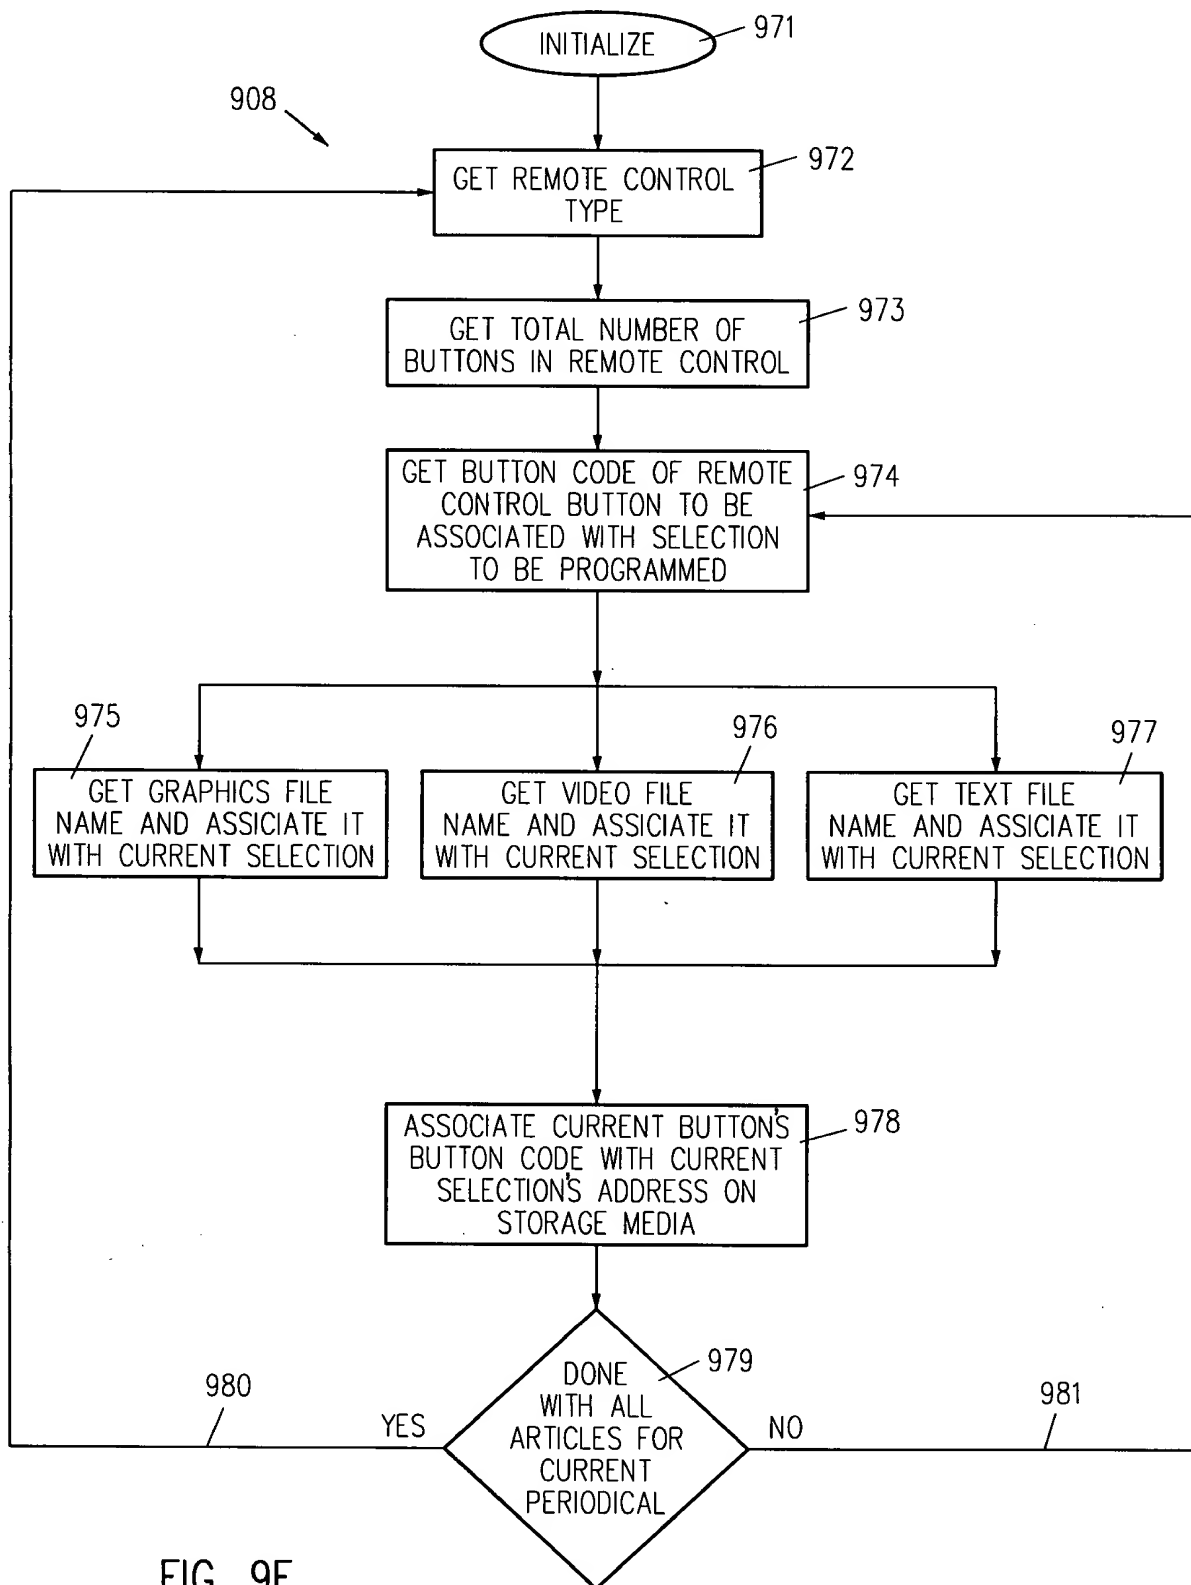 INITIALIZE
971
908
GET REMOTE CONTROL
TYPE
972
GET TOTAL NUMBER OF
BUTTONS IN REMOTE CONTROL
973
GET BUTTON CODE OF REMOTE
CONTROL BUTTON TO BE
ASSOCIATED WITH SELECTION
TO BE PROGRAMMED
974
975
GET GRAPHICS FILE
NAME AND ASSICIATE IT
WITH CURRENT SELECTION
976
GET VIDEO FILE
NAME AND ASSICIATE IT
WITH CURRENT SELECTION
977
GET TEXT FILE
NAME AND ASSICIATE IT
WITH CURRENT SELECTION
ASSOCIATE CURRENT BUTTON'S
BUTTON CODE WITH CURRENT
SELECTION'S ADDRESS ON
STORAGE MEDIA
978
DONE
WITH ALL
ARTICLES FOR
CURRENT
PERIODICAL
979
980
YES
NO
981
FIG. 9F